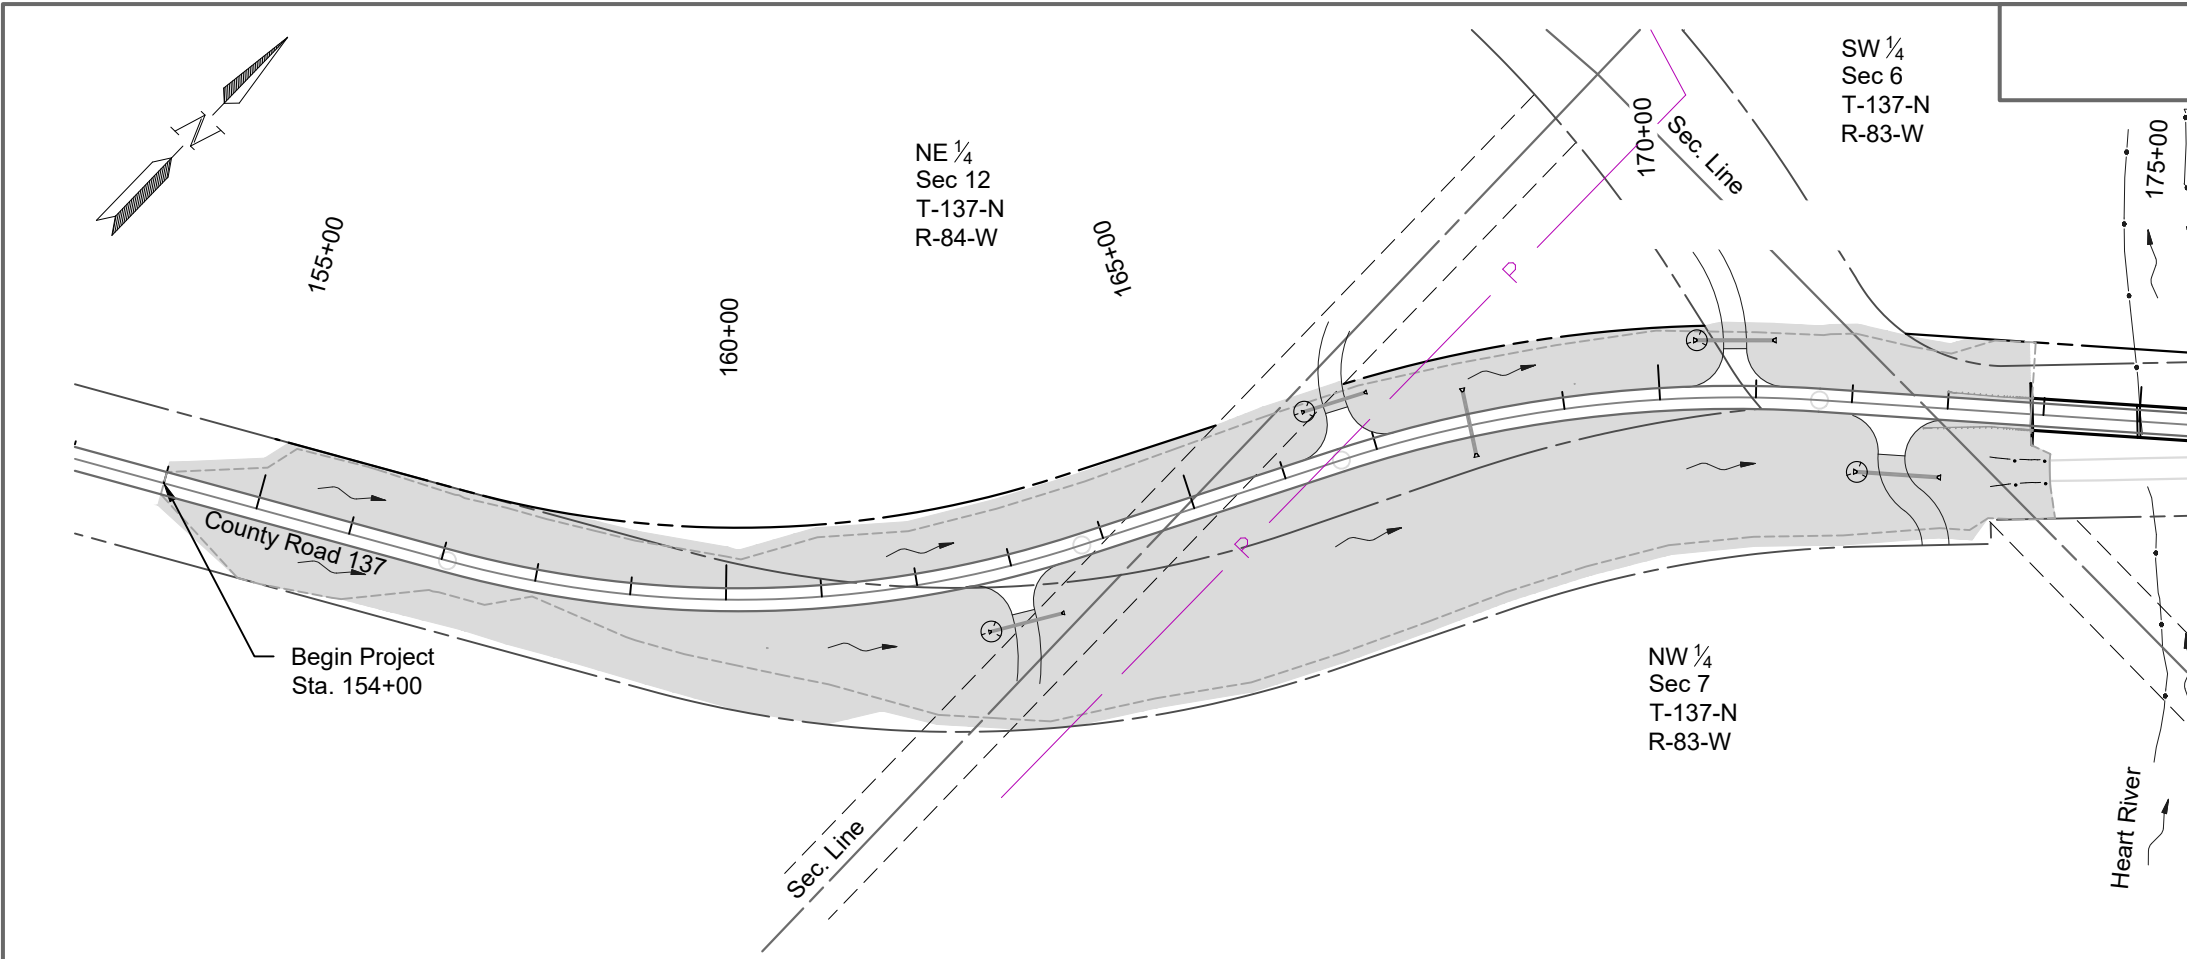 N
155+00
160+00
165+00
170+00
175+00
NE ¼
Sec 12
T-137-N
R-84-W
SW ¼
Sec 6
T-137-N
R-83-W
Sec. Line
P
P
County Road 137
Begin Project
Sta. 154+00
NW ¼
Sec 7
T-137-N
R-83-W
Sec. Line
Heart River